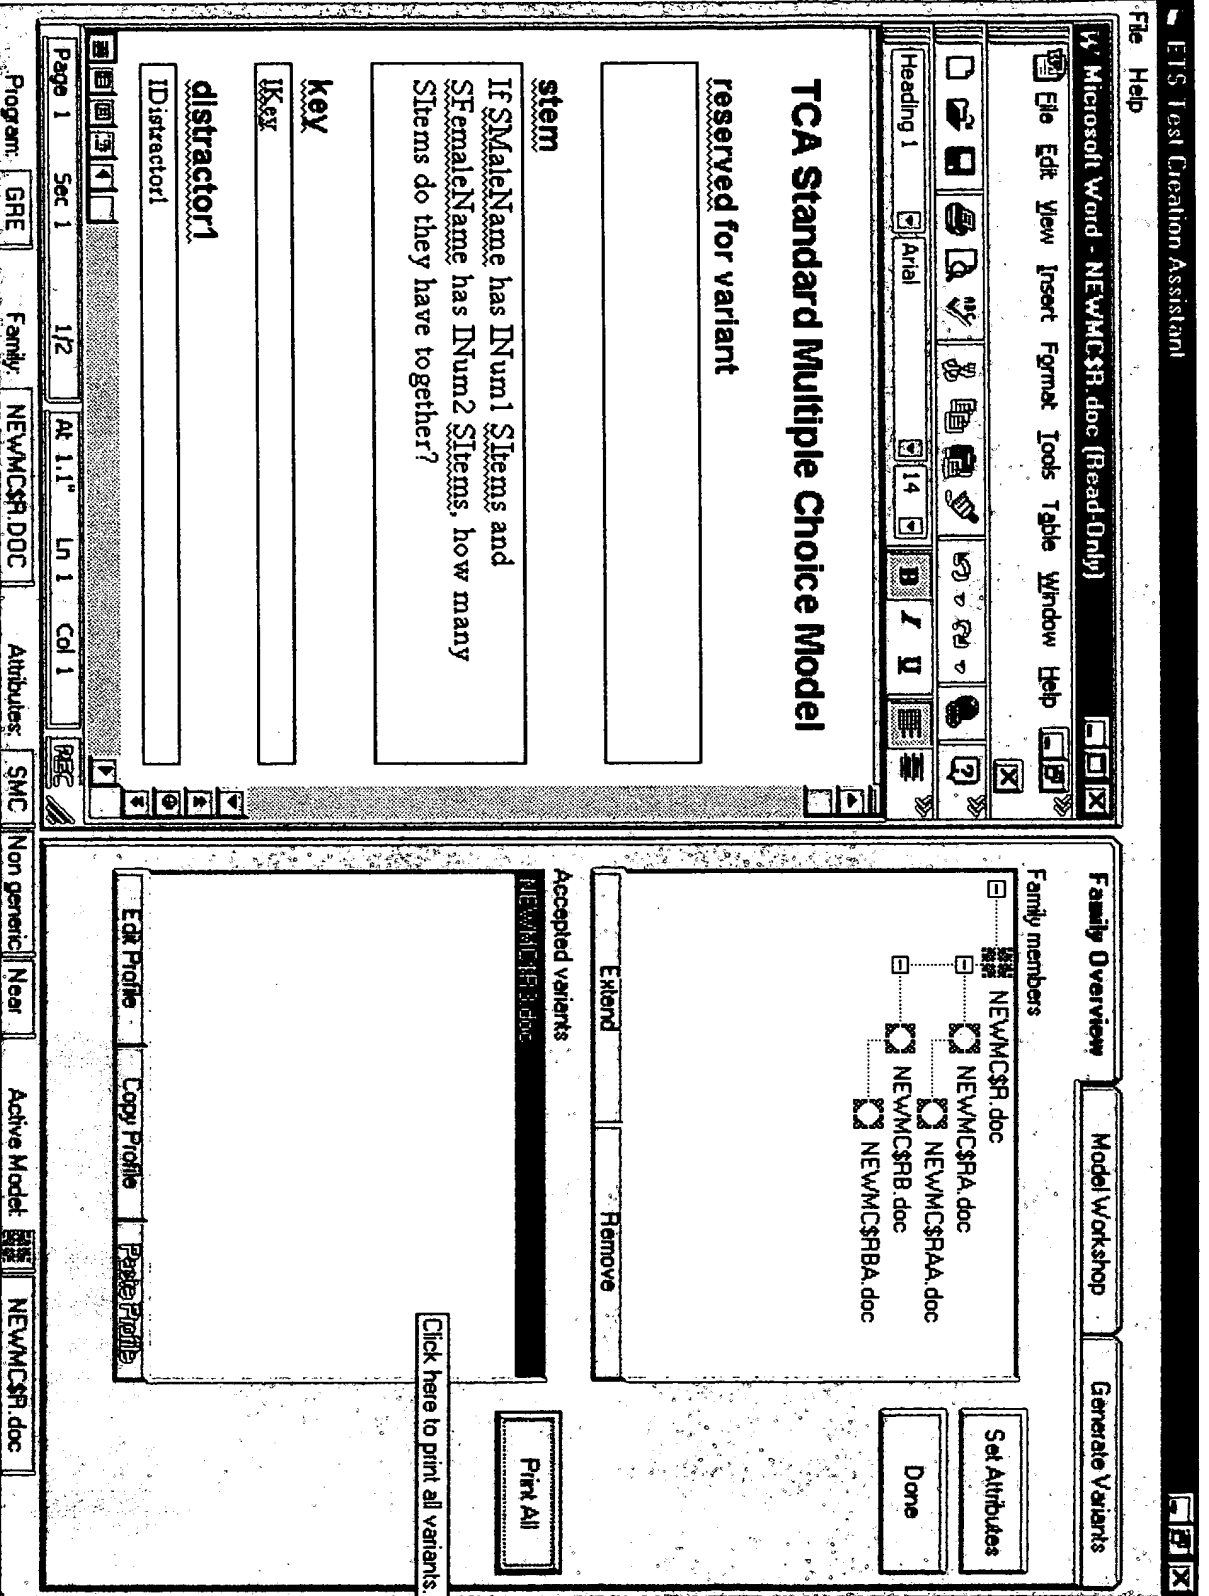 ETS Test Creation Assistant
File Help
Microsoft Word - NEWMC$R.doc (Read-Only)
File Edit View Insert Format Tools Table Window Help
Heading 1 Arial 14 B I U
TCA Standard Multiple Choice Model
reserved for variant
stem
If SMaleName has INum1 SItems and
SFemaleName has INum2 SItems, how many
SItems do they have together?
key
IKey
distractor1
IDistractor1
Page 1 Sec 1 1/2 At 1.1" Ln 1 Col 1 REC
Family Overview Model Workshop Generate Variants
Family members
NEWMC$R.doc
NEWMC$RA.doc
NEWMC$RAA.doc
NEWMC$RB.doc
NEWMC$RBA.doc
Set Attributes
Done
Extend Remove
Accepted variants
Print All
Click here to print all variants.
Edit Profile Copy Profile Paste Profile
Program: GRE Family: NEWMC$R.DOC Attributes: SMC Non generic Near Active Model: NEWMC$R.doc